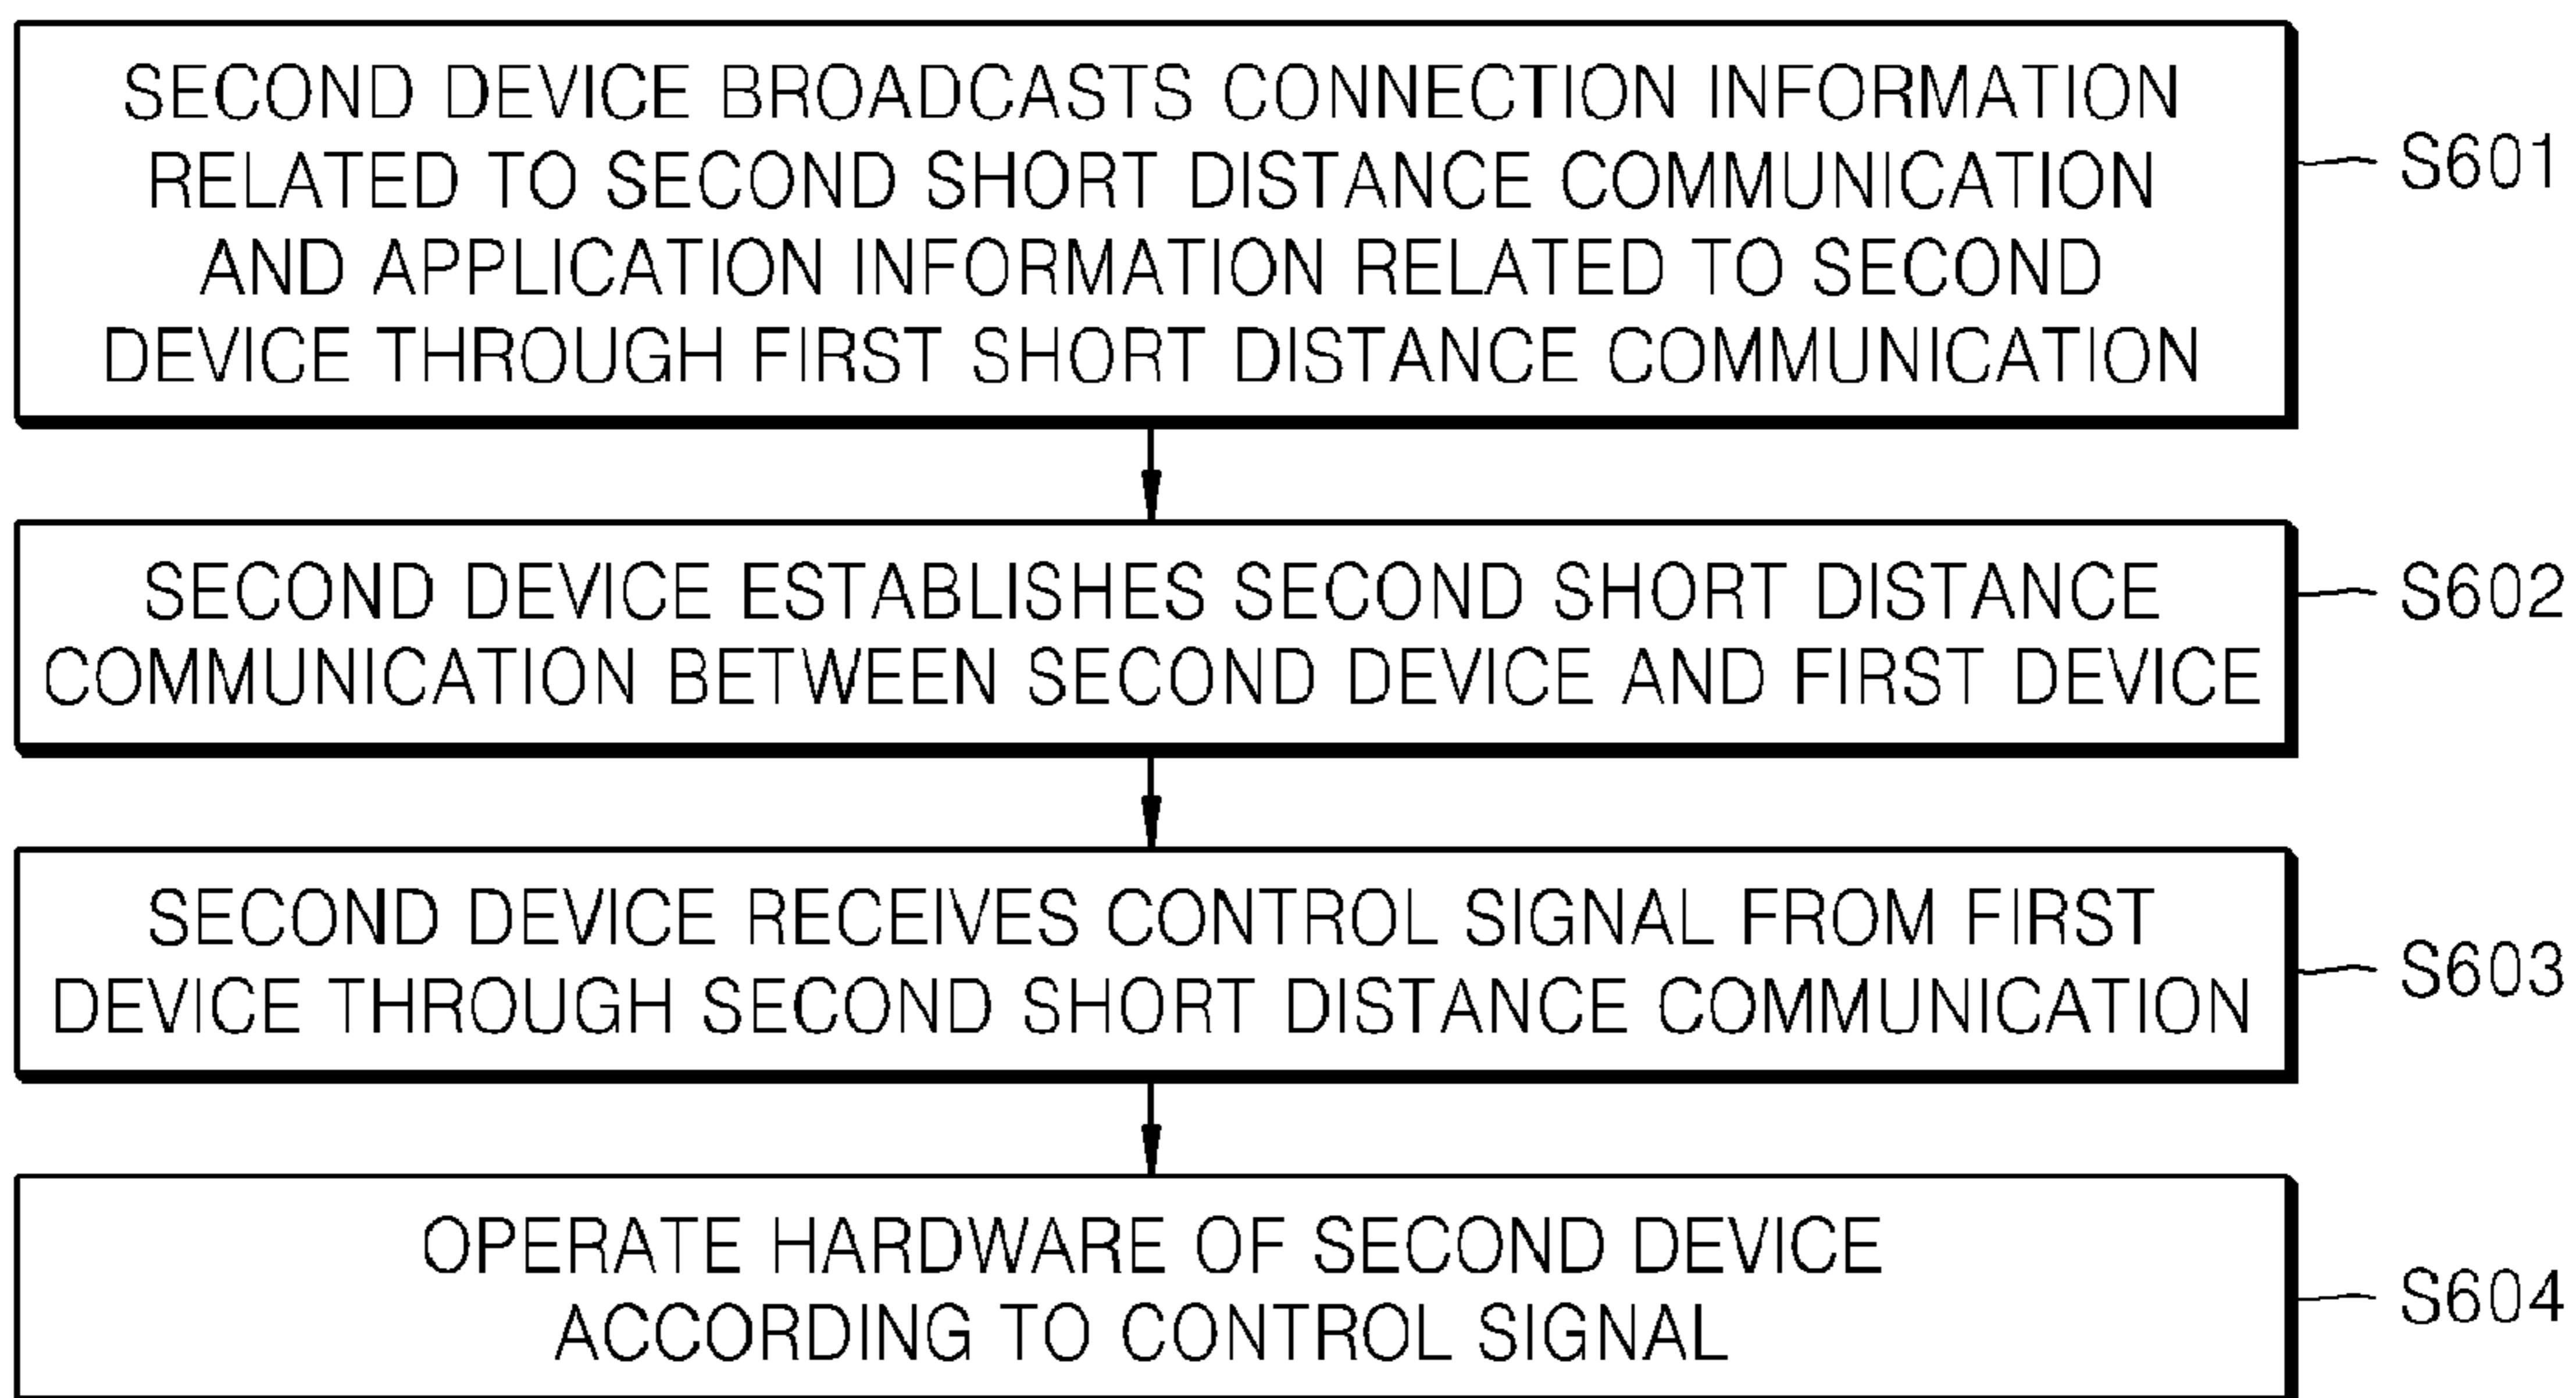 SECOND DEVICE BROADCASTS CONNECTION INFORMATION
RELATED TO SECOND SHORT DISTANCE COMMUNICATION
AND APPLICATION INFORMATION RELATED TO SECOND
DEVICE THROUGH FIRST SHORT DISTANCE COMMUNICATION
S601
SECOND DEVICE ESTABLISHES SECOND SHORT DISTANCE
COMMUNICATION BETWEEN SECOND DEVICE AND FIRST DEVICE
S602
SECOND DEVICE RECEIVES CONTROL SIGNAL FROM FIRST
DEVICE THROUGH SECOND SHORT DISTANCE COMMUNICATION
S603
OPERATE HARDWARE OF SECOND DEVICE
ACCORDING TO CONTROL SIGNAL
S604